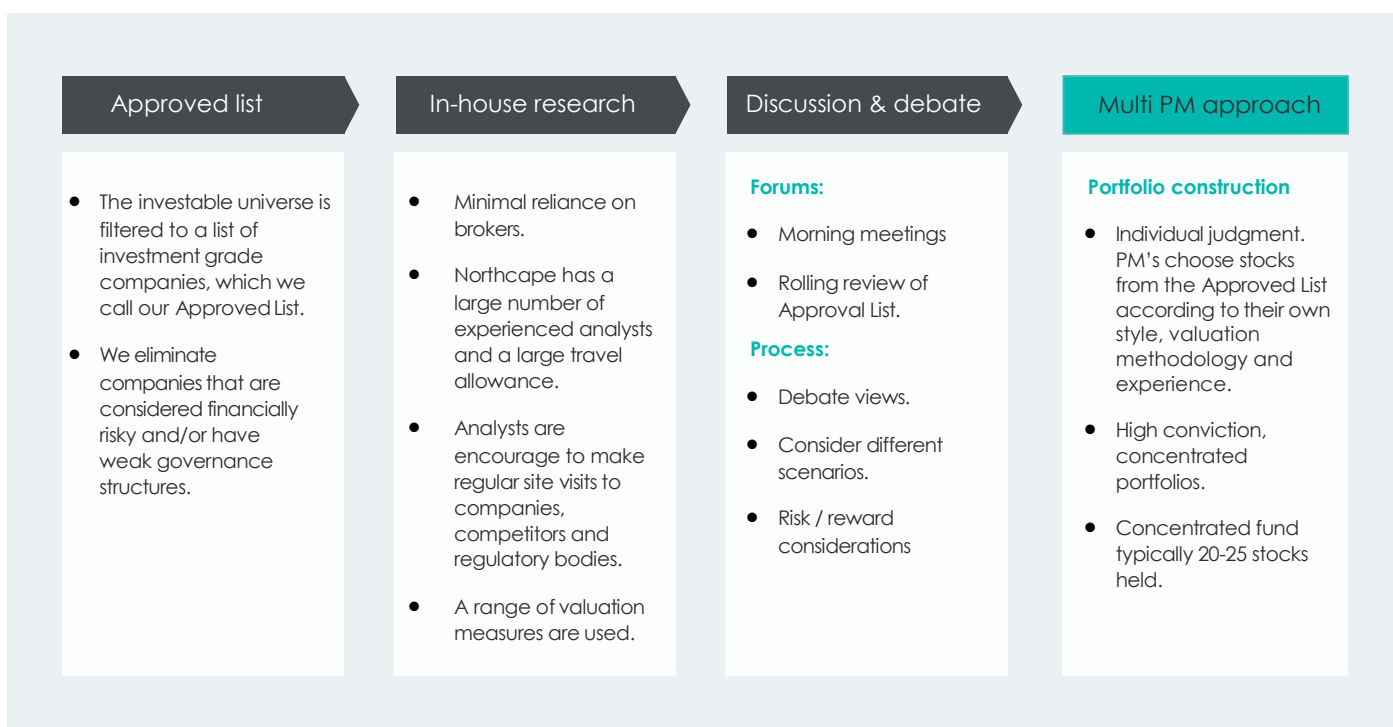 Approved list
The investable universe is
filtered to a list of
investment grade
companies, which we
call our Approved List.
We eliminate
companies that are
considered financially
risky and/or have
weak governance
structures.
In-house research
Minimal reliance on
brokers.
Northcape has a
large number of
experienced analysts
and a large travel
allowance.
Analysts are
encourage to make
regular site visits to
companies,
competitors and
regulatory bodies.
A range of valuation
measures are used.
Discussion & debate
Forums:
Morning meetings
Rolling review of
Approval List.
Process:
Debate views.
Consider different
scenarios.
Risk / reward
considerations
Multi PM approach
Portfolio construction
Individual judgment.
PM’s choose stocks
from the Approved List
according to their own
style, valuation
methodology and
experience.
High conviction,
concentrated
portfolios.
Concentrated fund
typically 20-25 stocks
held.